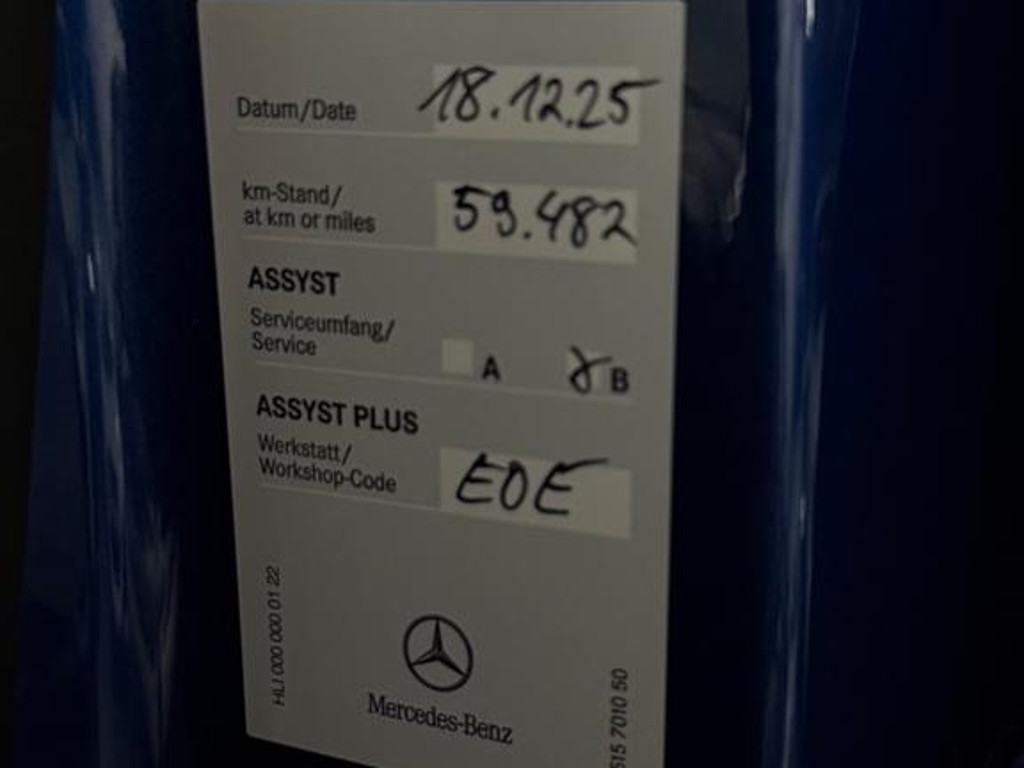 Datum/Date 18.12.25
km-Stand/
at km or miles 59.482
ASSYST
Serviceumfang/
Service A B
ASSYST PLUS
Werkstatt/
Workshop-Code EOE
HLI 000 000 01 22
Mercedes-Benz
515 7010 50